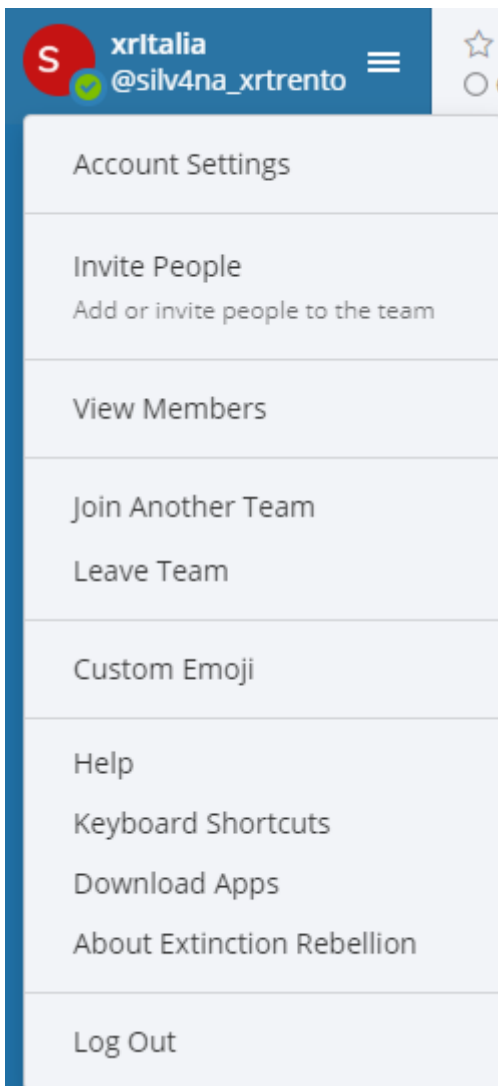 S
xrItalia
@silv4na_xrtrento
Account Settings
Invite People
Add or invite people to the team
View Members
Join Another Team
Leave Team
Custom Emoji
Help
Keyboard Shortcuts
Download Apps
About Extinction Rebellion
Log Out